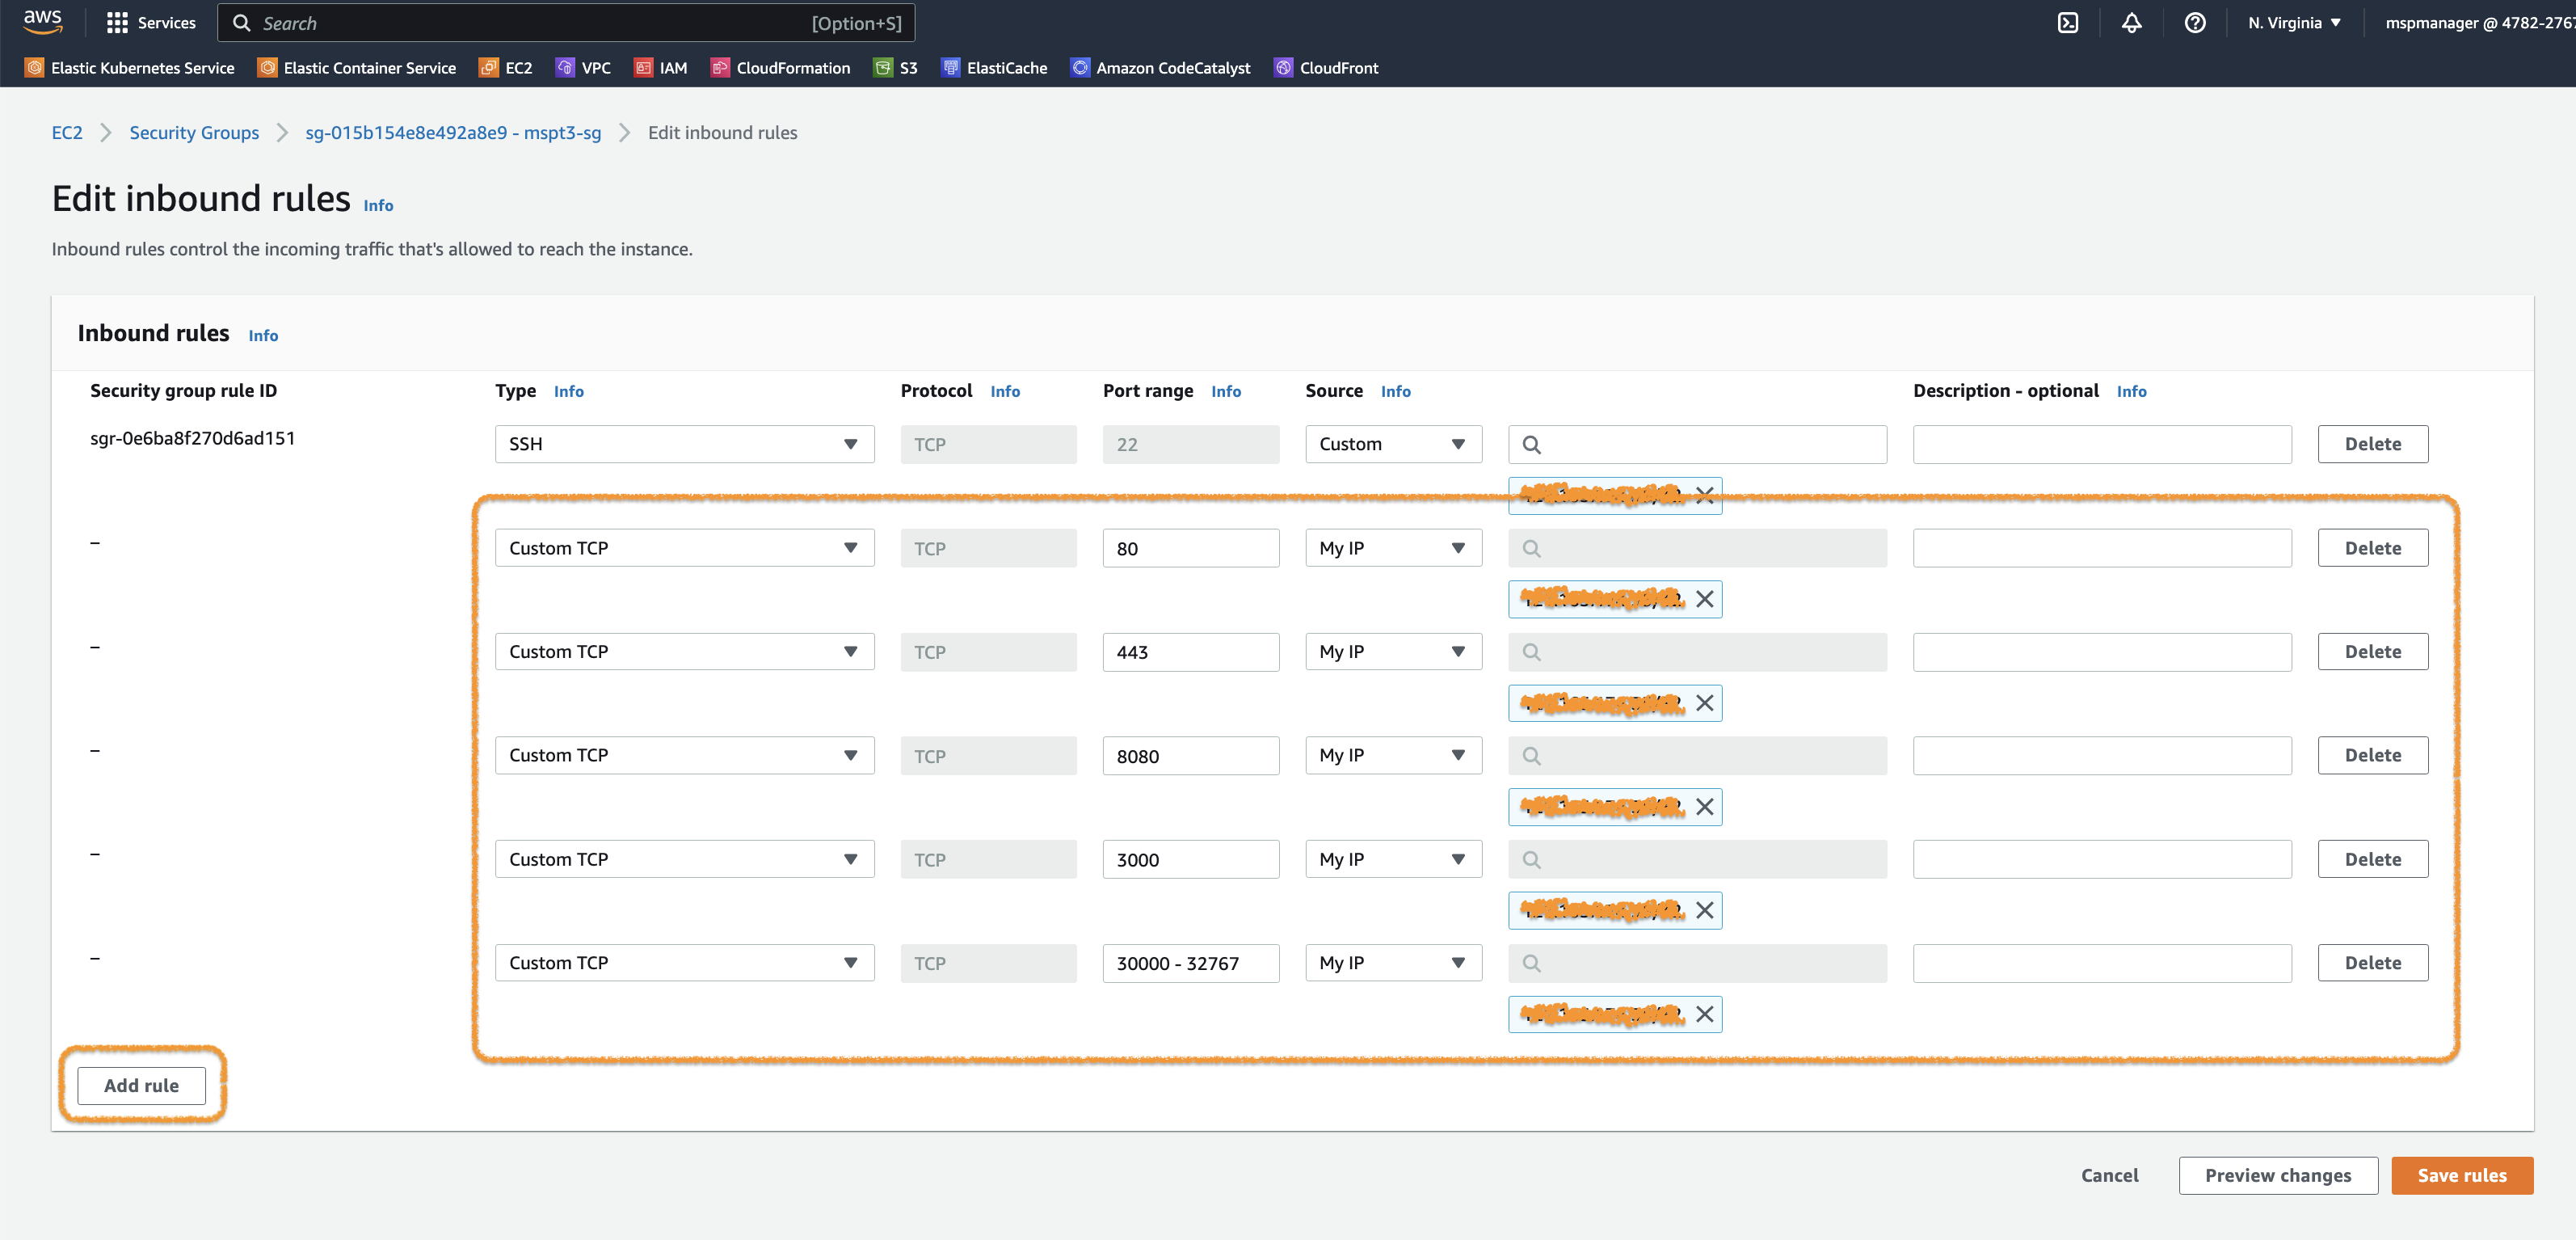 aws Services Search [Option+S] N. Virginia mspmanager @ 4782-276
Elastic Kubernetes Service Elastic Container Service EC2 VPC IAM CloudFormation S3 ElastiCache Amazon CodeCatalyst CloudFront
EC2 Security Groups sg-015b154e8e492a8e9 - mspt3-sg Edit inbound rules
Edit inbound rules Info
Inbound rules control the incoming traffic that's allowed to reach the instance.
Inbound rules Info
Security group rule ID Type Info Protocol Info Port range Info Source Info Description - optional Info
sgr-0e6ba8f270d6ad151 SSH TCP 22 Custom Delete
– Custom TCP TCP 80 My IP Delete
– Custom TCP TCP 443 My IP Delete
– Custom TCP TCP 8080 My IP Delete
– Custom TCP TCP 3000 My IP Delete
– Custom TCP TCP 30000 - 32767 My IP Delete
Add rule
Cancel Preview changes Save rules